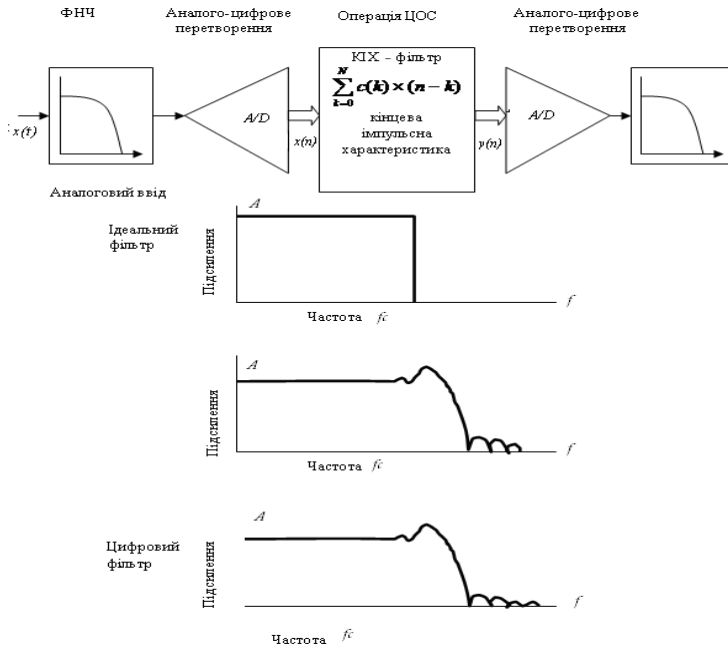 ФНЧ
Аналого-цифрове
перетворення
Операція ЦОС
Аналого-цифрове
перетворення
x(t)
A/D
x(n)
КІХ – фільтр
N
∑ c(k)×(n−k)
k=0
кінцева
імпульсна
характеристика
y(n)
A/D
Аналоговий ввід
Ідеальний
фільтр
Підсилення
A
f
Частота fc
Підсилення
A
f
Частота fc
Цифровий
фільтр
Підсилення
A
f
Частота fc